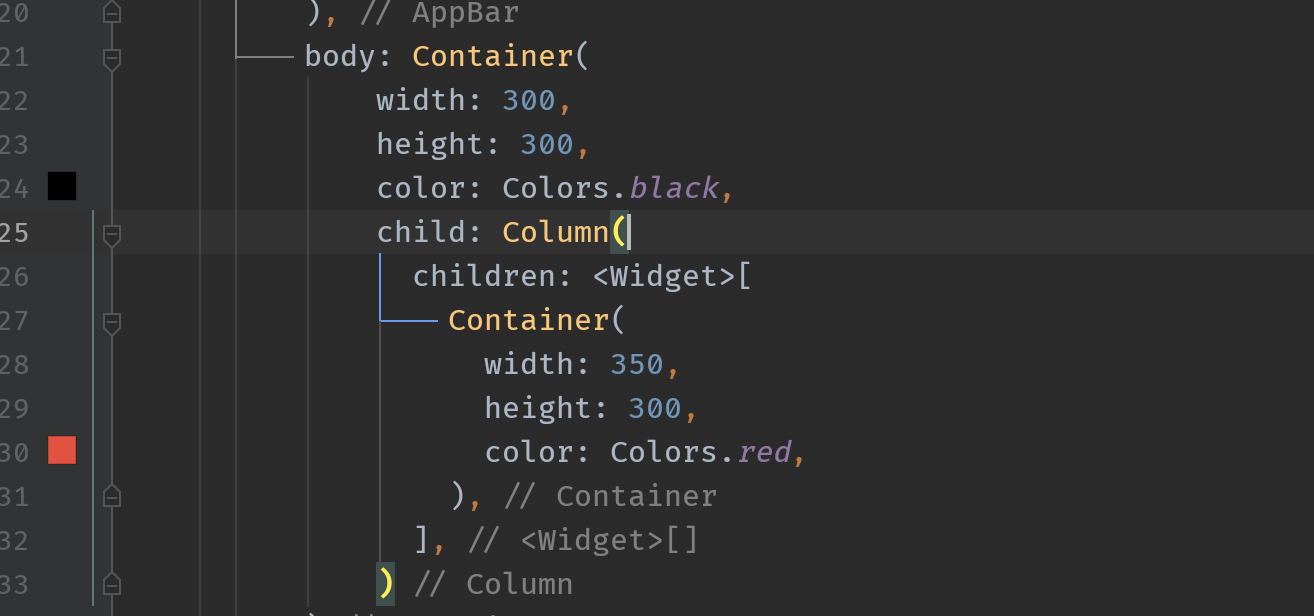 20 ), // AppBar
21 body: Container(
22 width: 300,
23 height: 300,
24 color: Colors.black,
25 child: Column(
26 children: <Widget>[
27 Container(
28 width: 350,
29 height: 300,
30 color: Colors.red,
31 ), // Container
32 ], // <Widget>[]
33 ) // Column